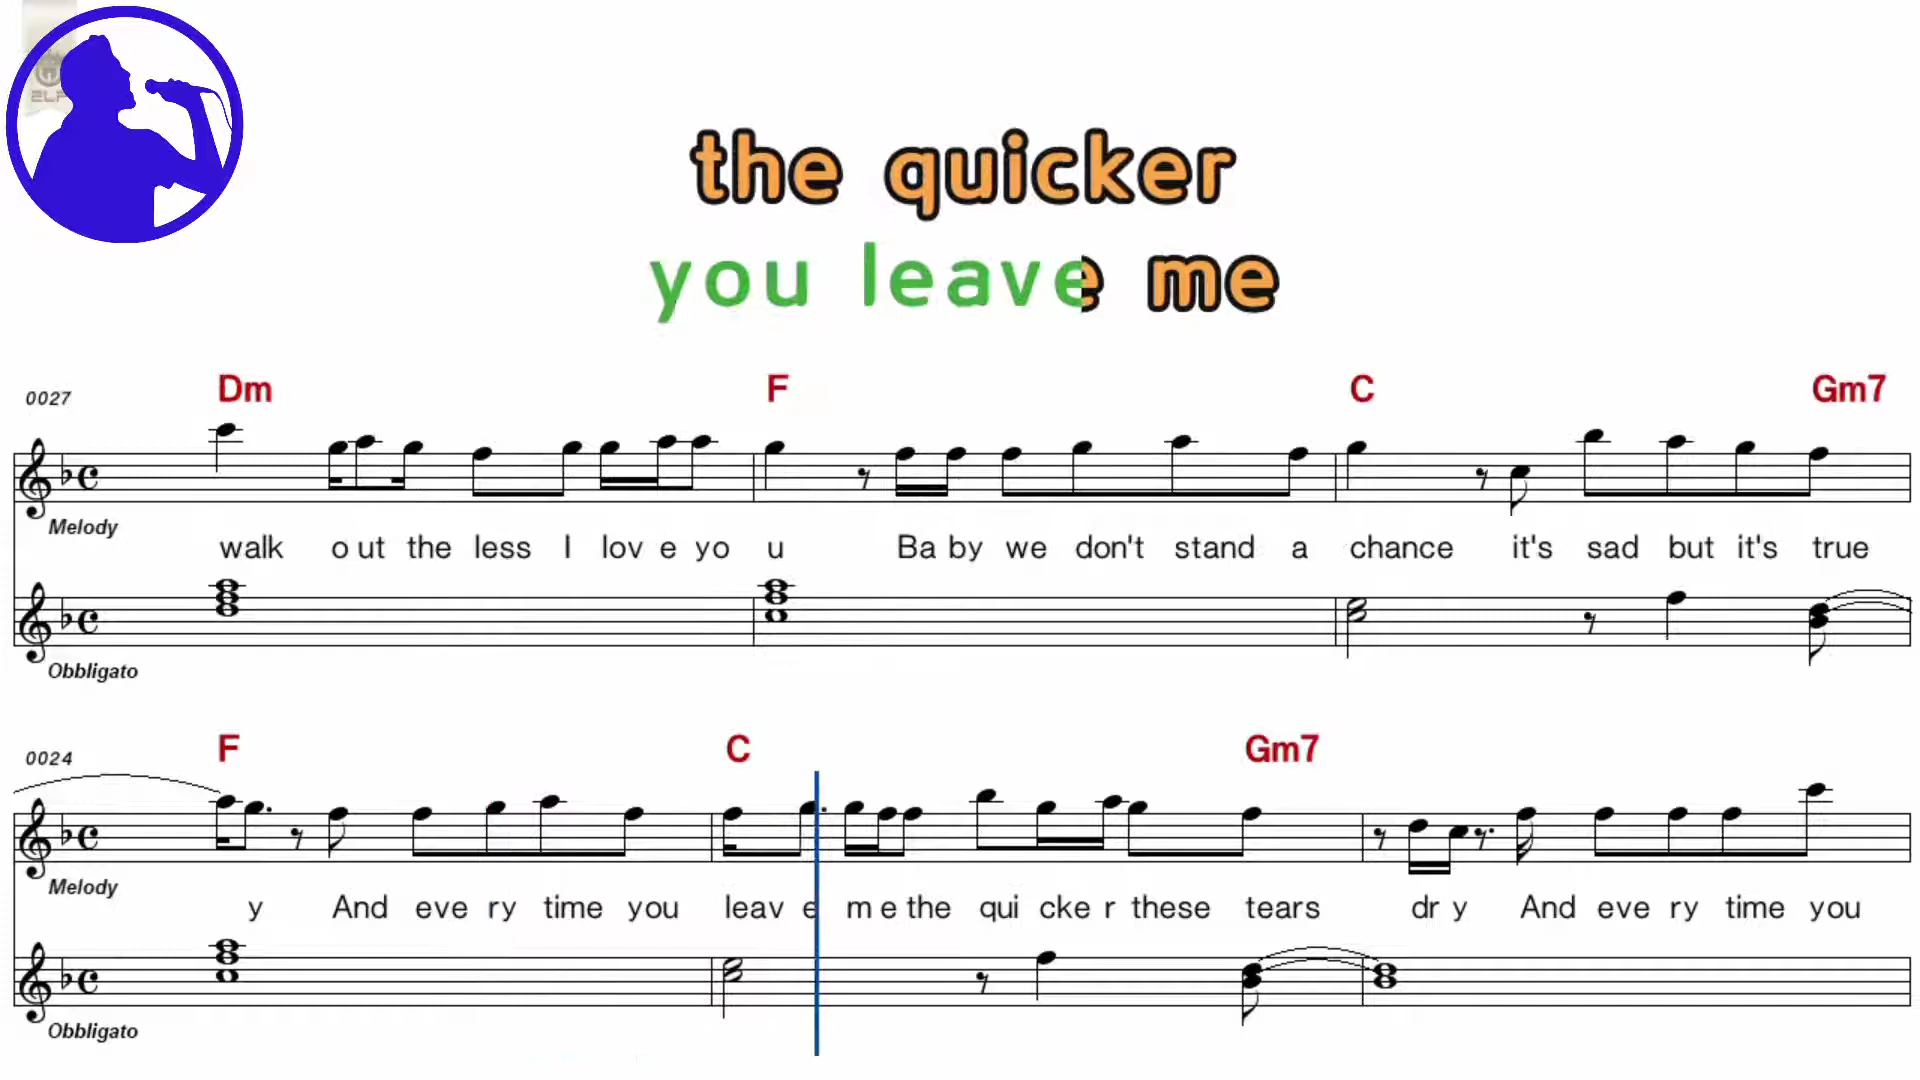 ELF
the quicker
you leave me
0027 Dm F C Gm7
Melody
walk o ut the less I lov e yo u Ba by we don't stand a chance it's sad but it's true
Obbligato
0024 F C Gm7
Melody
y And eve ry time you leav e m e the qui cke r these tears dr y And eve ry time you
Obbligato